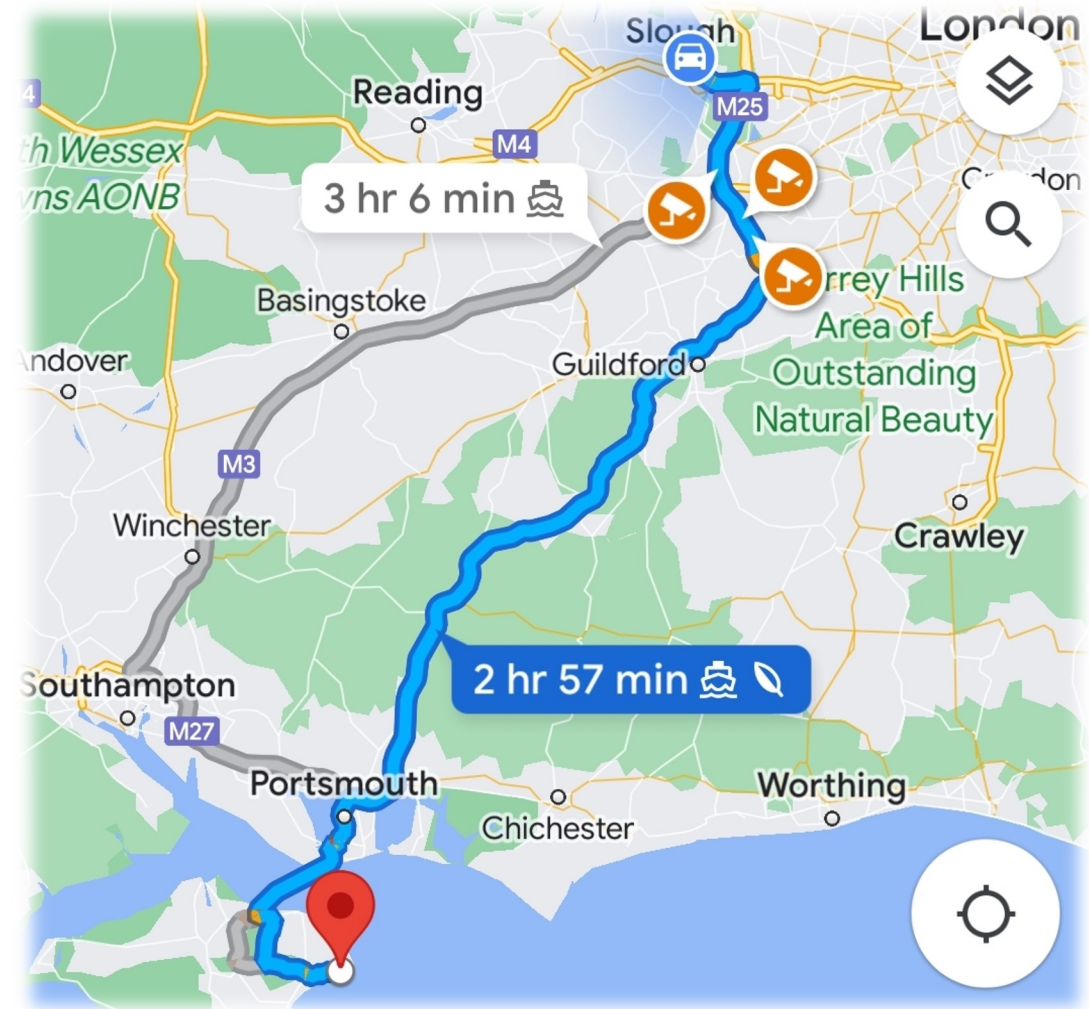 Slough
London
4
Reading
M25
M4
th Wessex
wns AONB
3 hr 6 min
Basingstoke
rrey Hills
Area of
Outstanding
Natural Beauty
Andover
Guildford
M3
Winchester
Crawley
2 hr 57 min
Southampton
M27
Portsmouth
Worthing
Chichester